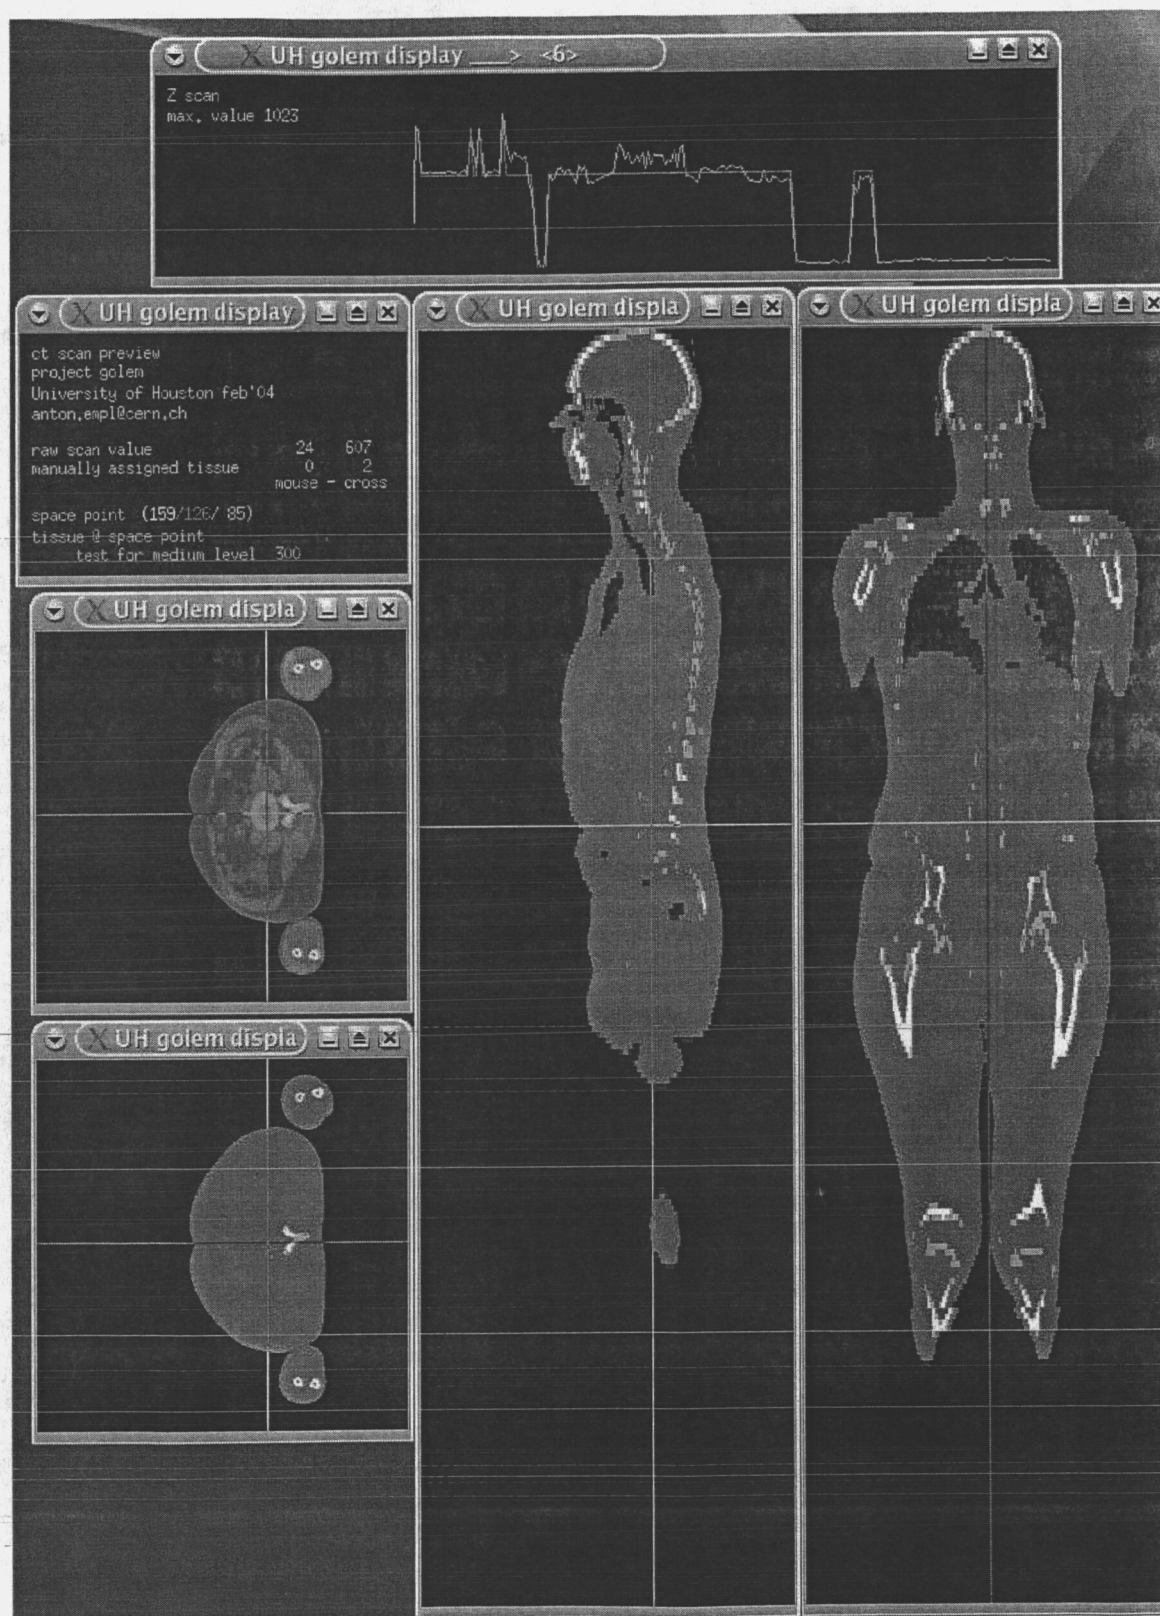 UH golem display ___> <6>
Z scan
max. value 1023
UH golem display
ct scan preview
project golem
University of Houston feb'04
anton.empl@cern.ch
raw scan value 24 607
manually assigned tissue 0 2
mouse - cross
space point (159/126/ 85)
tissue @ space point
test for medium level 300
UH golem displa
UH golem displa
UH golem displa
UH golem displa